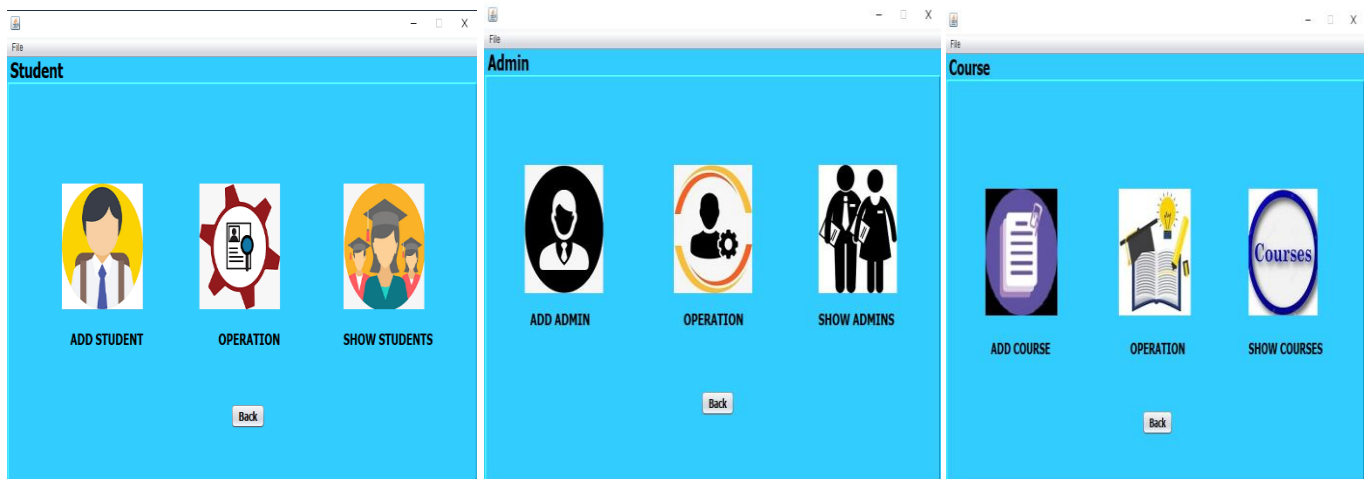 File
Student
ADD STUDENT OPERATION SHOW STUDENTS
Back
File
Admin
ADD ADMIN OPERATION SHOW ADMINS
Back
File
Course
Courses
ADD COURSE OPERATION SHOW COURSES
Back